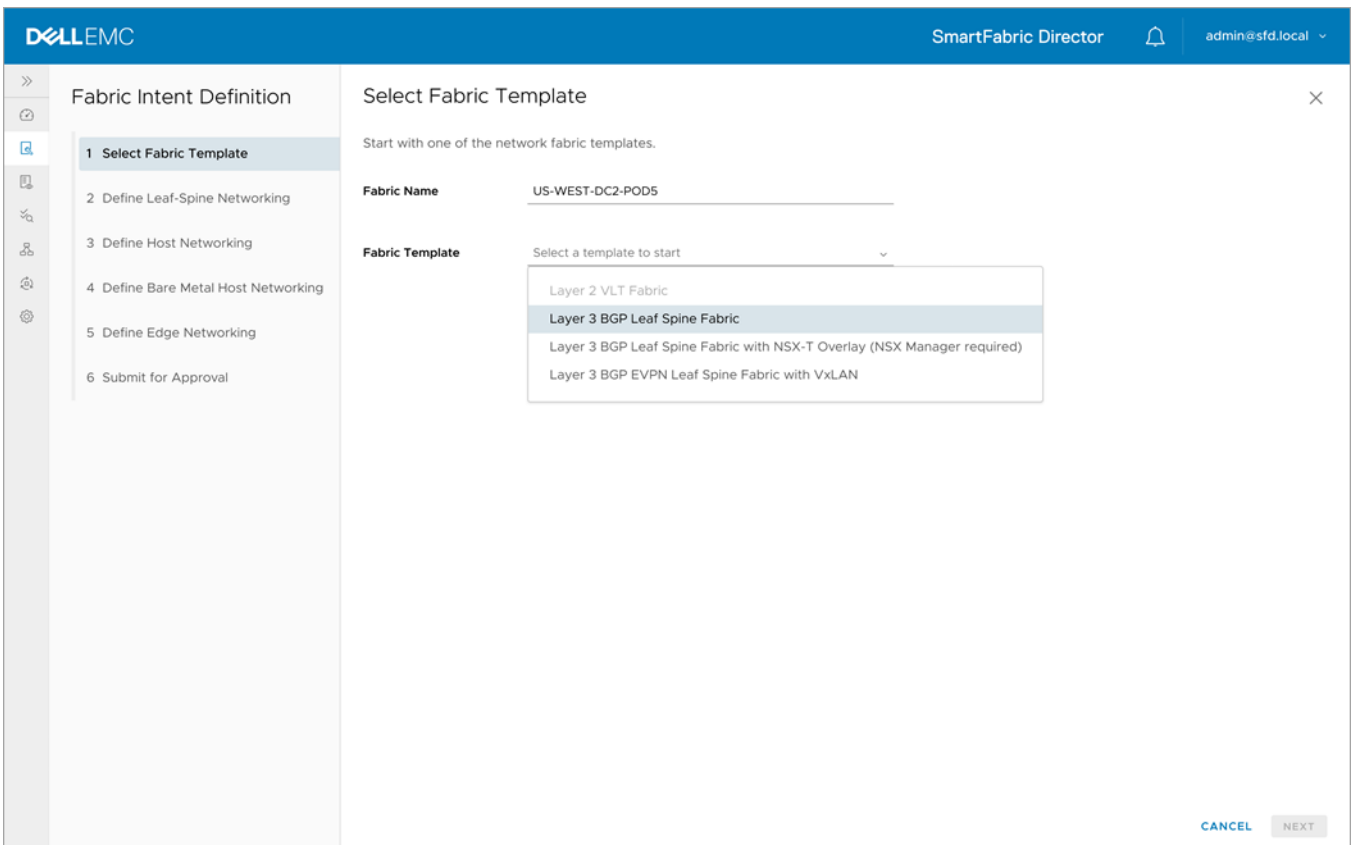 DELLEMC
SmartFabric Director
admin@sfd.local
Fabric Intent Definition
1 Select Fabric Template
2 Define Leaf-Spine Networking
3 Define Host Networking
4 Define Bare Metal Host Networking
5 Define Edge Networking
6 Submit for Approval
Select Fabric Template
Start with one of the network fabric templates.
Fabric Name US-WEST-DC2-POD5
Fabric Template Select a template to start
Layer 2 VLT Fabric
Layer 3 BGP Leaf Spine Fabric
Layer 3 BGP Leaf Spine Fabric with NSX-T Overlay (NSX Manager required)
Layer 3 BGP EVPN Leaf Spine Fabric with VxLAN
CANCEL NEXT